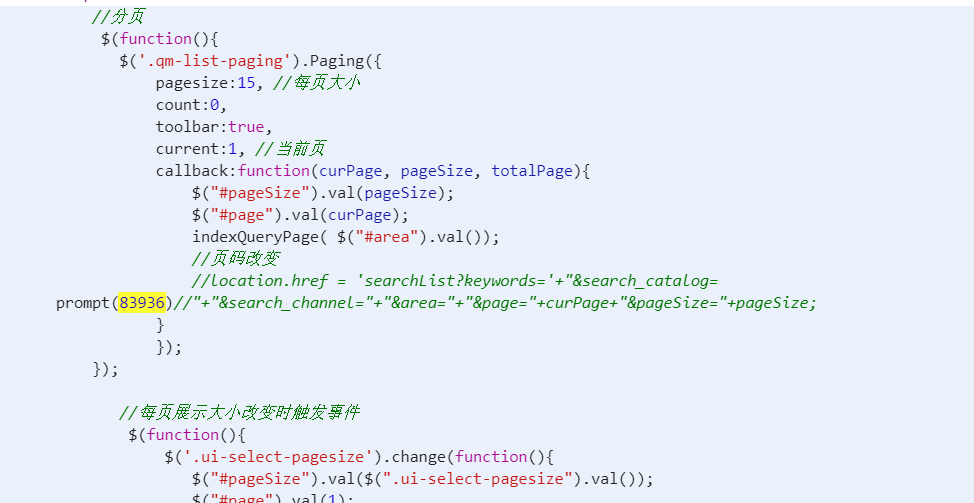 //分页
$(function(){
$('.qm-list-paging').Paging({
pagesize:15, //每页大小
count:0,
toolbar:true,
current:1, //当前页
callback:function(curPage, pageSize, totalPage){
$("#pageSize").val(pageSize);
$("#page").val(curPage);
indexQueryPage( $("#area").val());
//页码改变
//location.href = 'searchList?keywords='+"&search_catalog=
prompt(83936)//"+"&search_channel="+"&area="+"&page="+curPage+"&pageSize="+pageSize;
}
});
});
//每页展示大小改变时触发事件
$(function(){
$('.ui-select-pagesize').change(function(){
$("#pageSize").val($(".ui-select-pagesize").val());
$("#page").val(1);